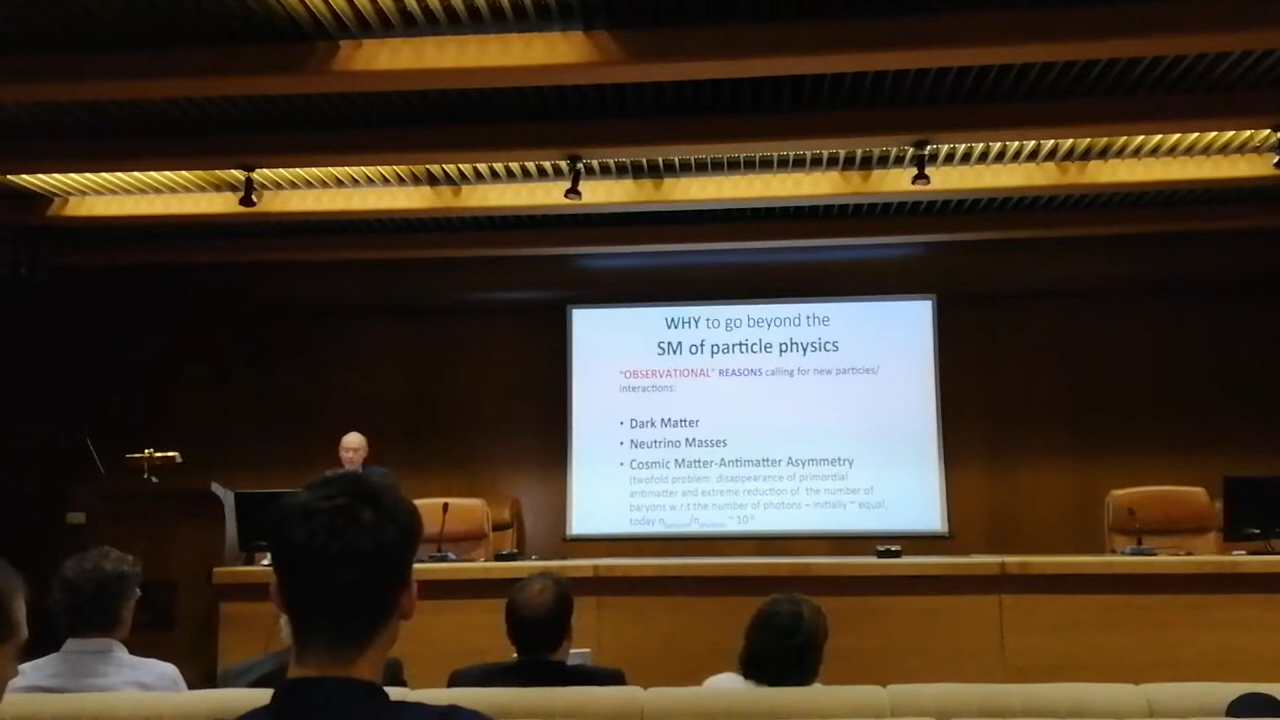 WHY to go beyond the
SM of particle physics
"OBSERVATIONAL" REASONS calling for new particles/
interactions:
• Dark Matter
• Neutrino Masses
• Cosmic Matter-Antimatter Asymmetry
(twofold problem: disappearance of primordial
antimatter and extreme reduction of the number of
baryons w.r.t the number of photons – initially ~ equal,
today n